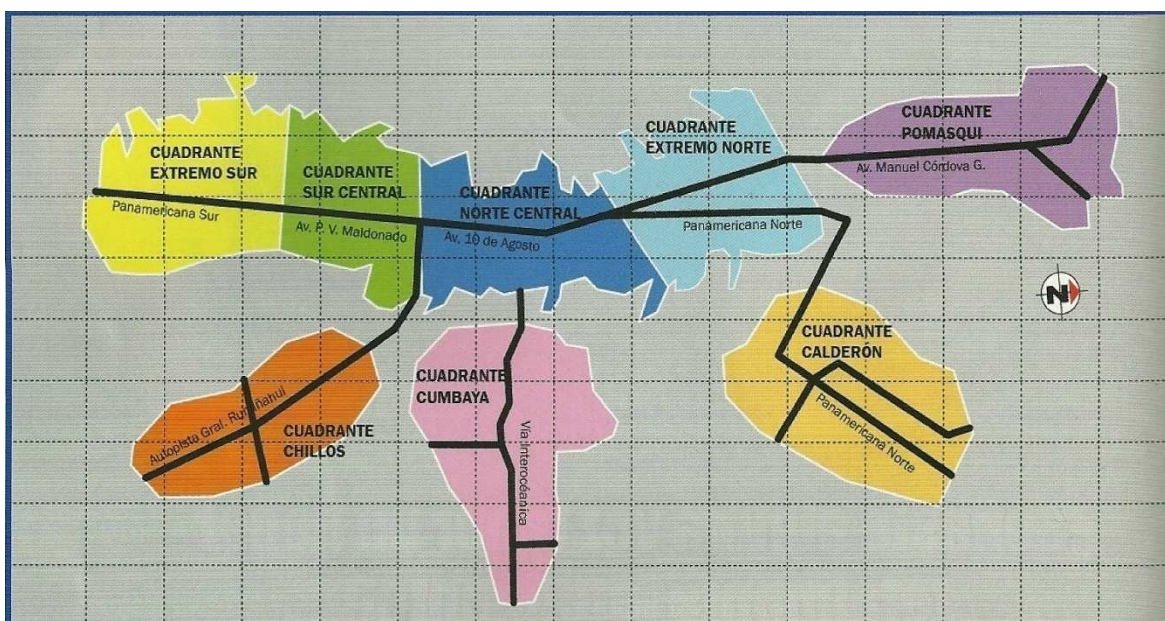 CUADRANTE
EXTREMO SUR
Panamericana Sur
CUADRANTE
SUR CENTRAL
Av. P. V. Maldonado
CUADRANTE
NORTE CENTRAL
Av. 10 de Agosto
CUADRANTE
EXTREMO NORTE
Panamericana Norte
CUADRANTE
POMASQUI
Av. Manuel Córdova G.
N
CUADRANTE
CHILLOS
Autopista Gral. Rumiñahui
CUADRANTE
CUMBAYA
Vía Interocéanica
CUADRANTE
CALDERÓN
Panamericana Norte